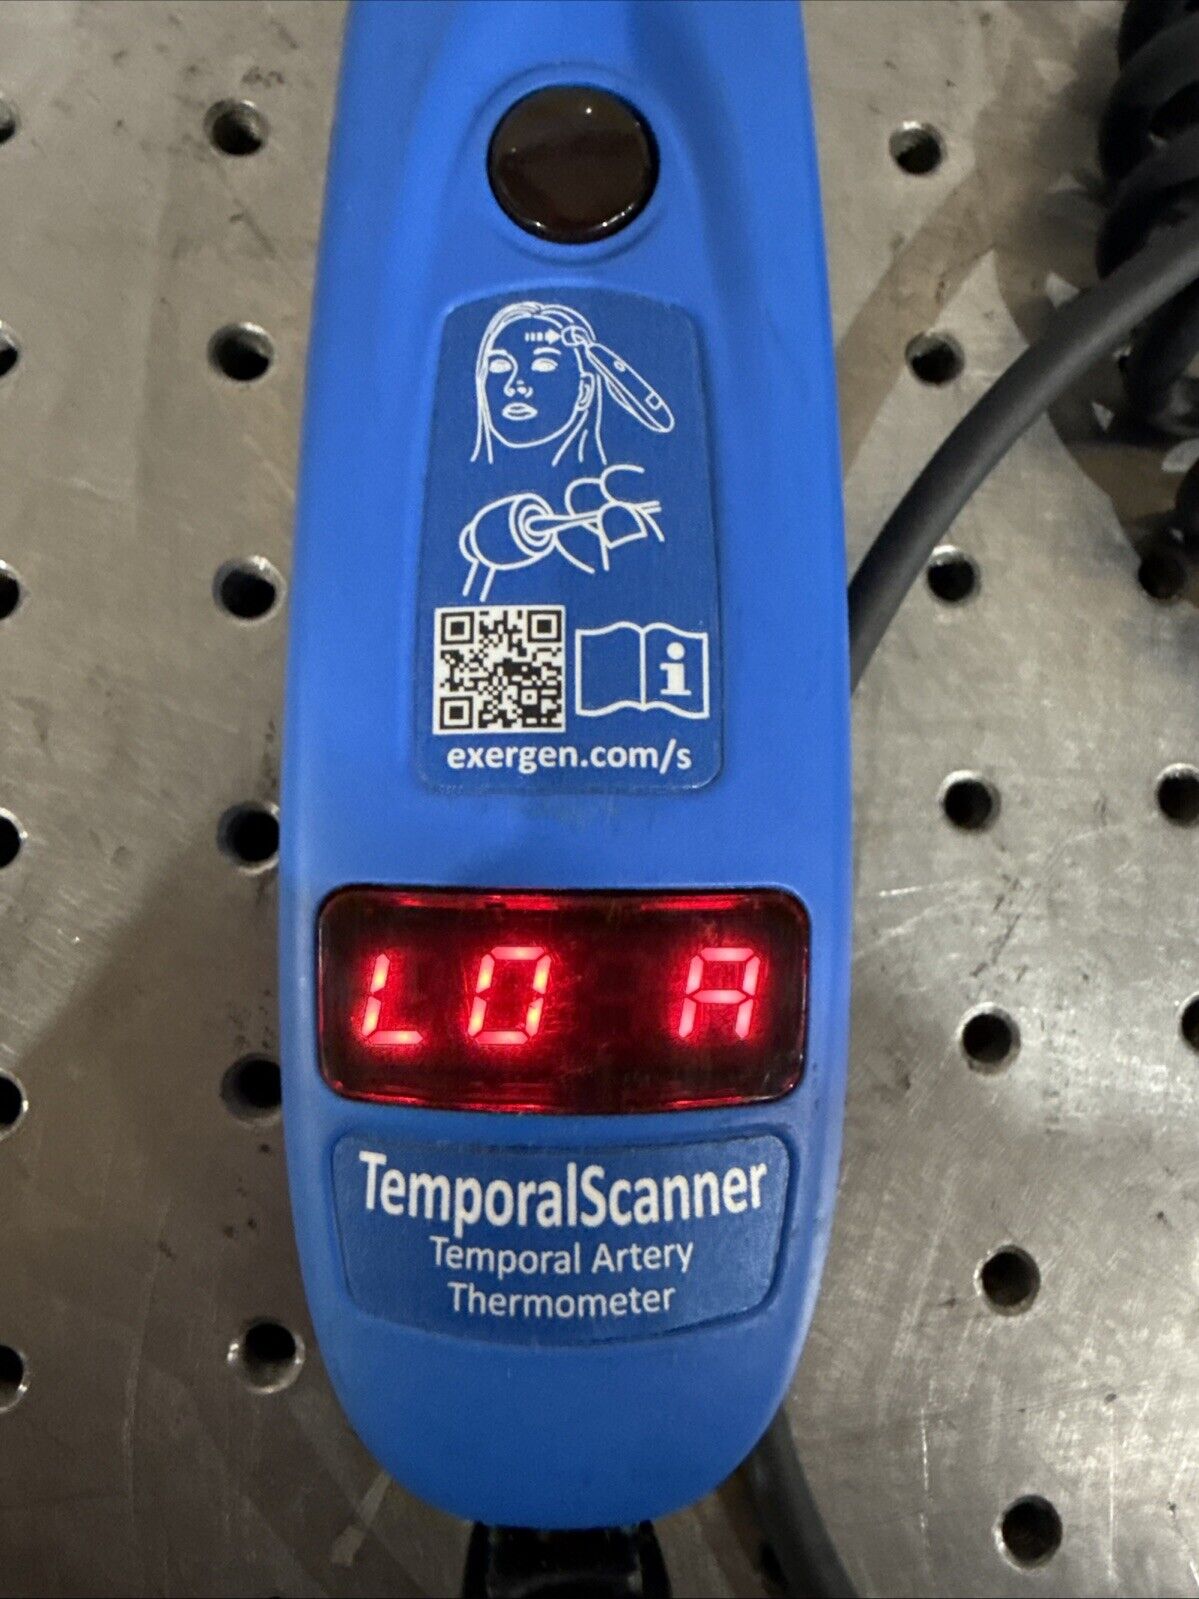 i
exergen.com/s
LO A
TemporalScanner
Temporal Artery
Thermometer